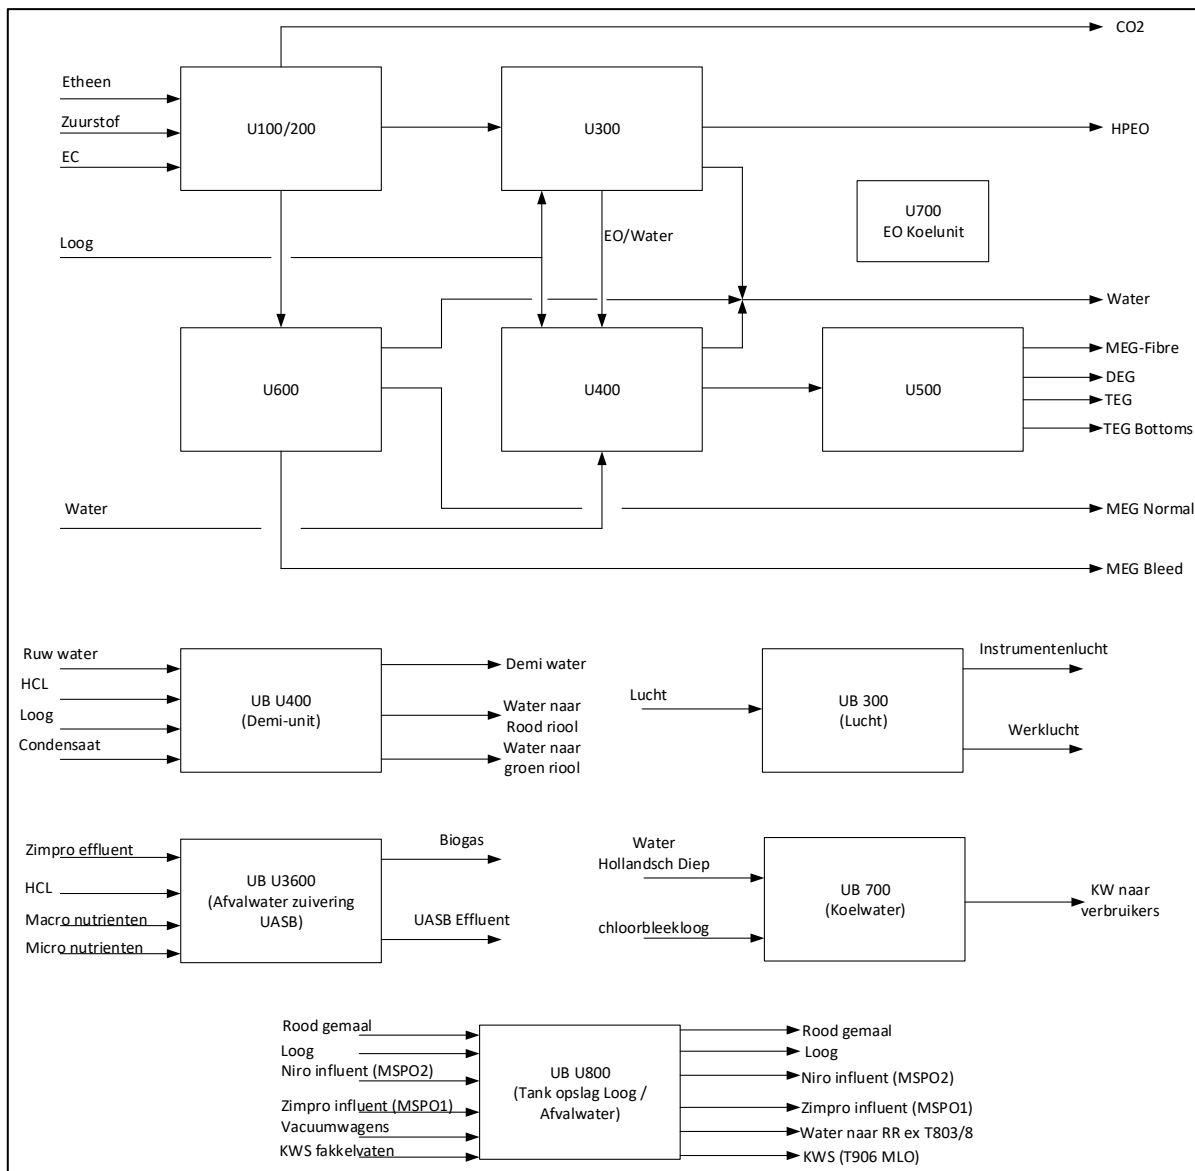 CO2
Etheen
Zuurstof
EC
U100/200
U300
HPEO
U700
EO Koelunit
Loog
EO/Water
Water
U600
U400
U500
MEG-Fibre
DEG
TEG
TEG Bottoms
Water
MEG Normal
MEG Bleed
Ruw water
HCL
Loog
Condensaat
UB U400
(Demi-unit)
Demi water
Water naar
Rood riool
Water naar
groen riool
Lucht
UB 300
(Lucht)
Instrumentenlucht
Werklucht
Zimpro effluent
HCL
Macro nutrienten
Micro nutrienten
UB U3600
(Afvalwater zuivering
UASB)
Biogas
UASB Effluent
Water
Hollandsch Diep
chloorbleekloog
UB 700
(Koelwater)
KW naar
verbruikers
Rood gemaal
Loog
Niro influent (MSPO2)
Zimpro influent (MSPO1)
Vacuumwagens
KWS fakkelvaten
UB U800
(Tank opslag Loog /
Afvalwater)
Rood gemaal
Loog
Niro influent (MSPO2)
Zimpro influent (MSPO1)
Water naar RR ex T803/8
KWS (T906 MLO)